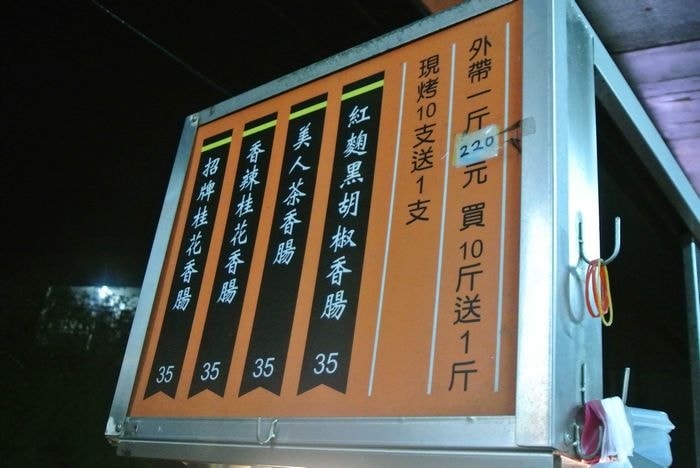 外帶一斤220元 買10斤送1斤
現烤10支送1支
紅麴黑胡椒香腸 35
美人茶香腸 35
香辣桂花香腸 35
招牌桂花香腸 35